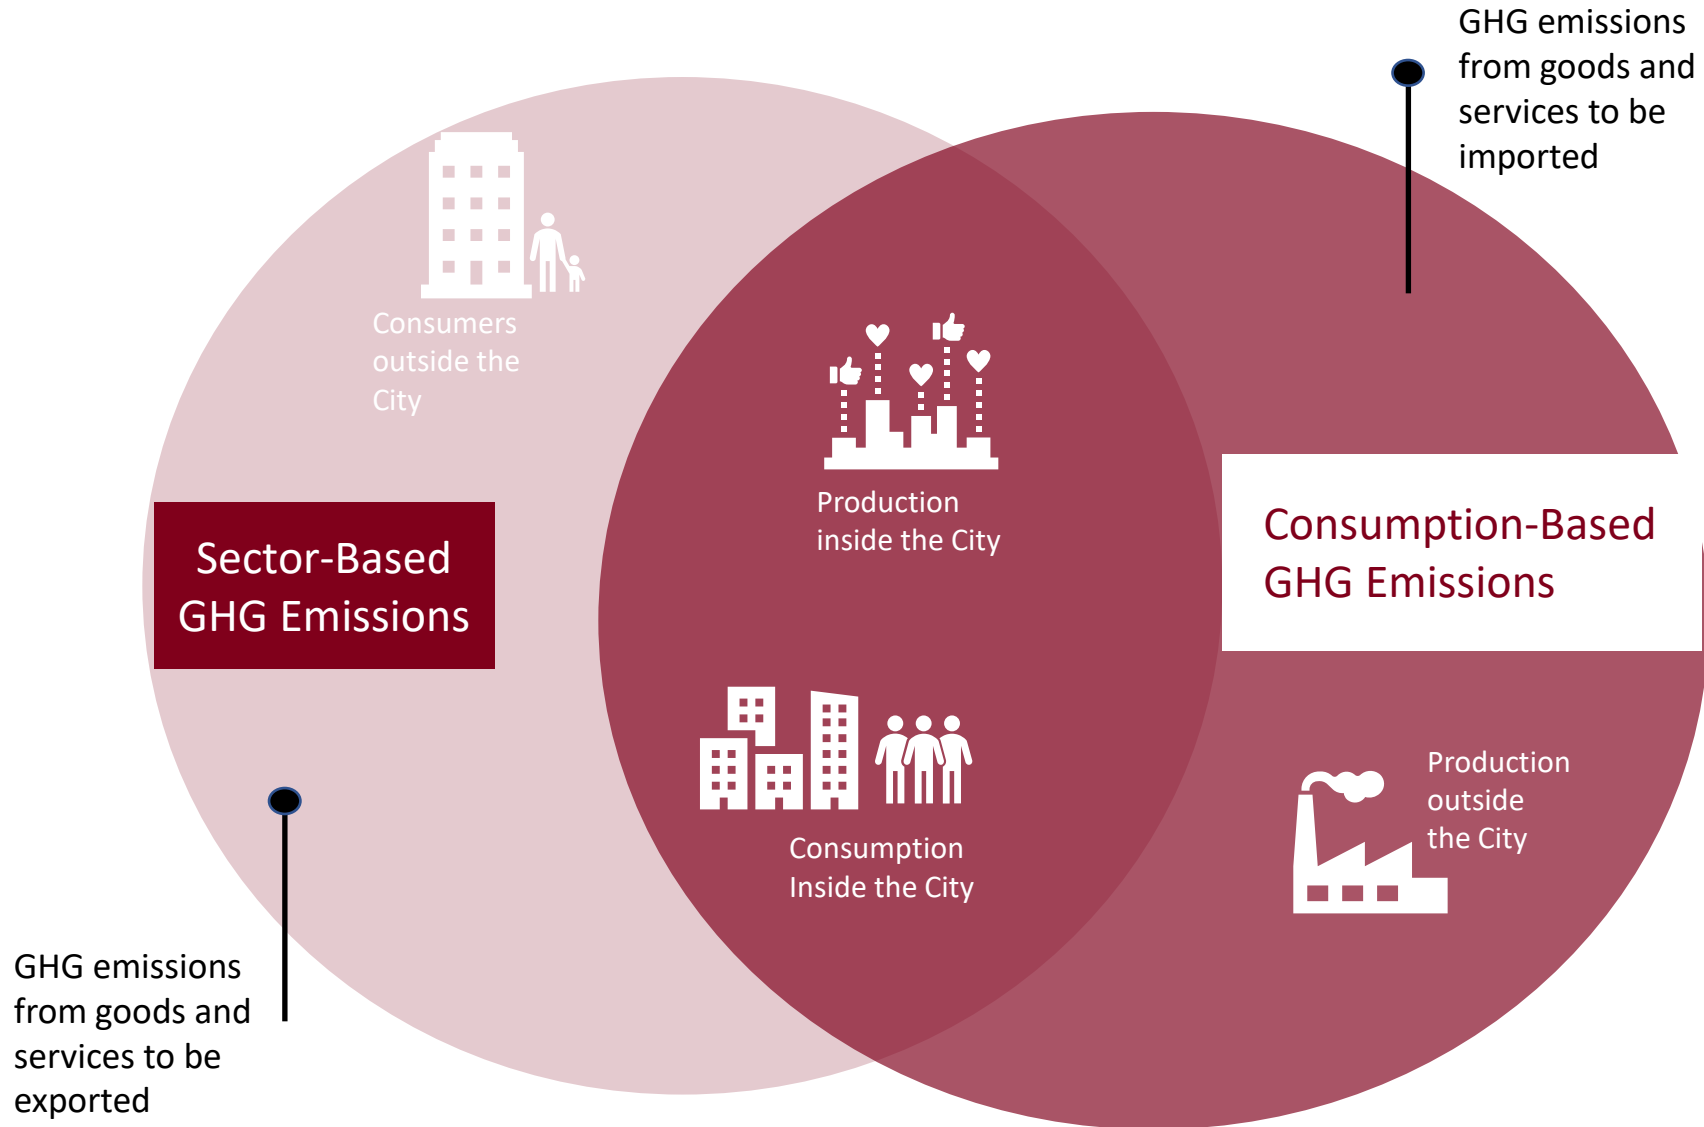 GHG emissions
from goods and
services to be
imported
Consumers
outside the
City
Production
inside the City
Sector-Based
GHG Emissions
Consumption-Based
GHG Emissions
Production
outside
the City
Consumption
Inside the City
GHG emissions
from goods and
services to be
exported